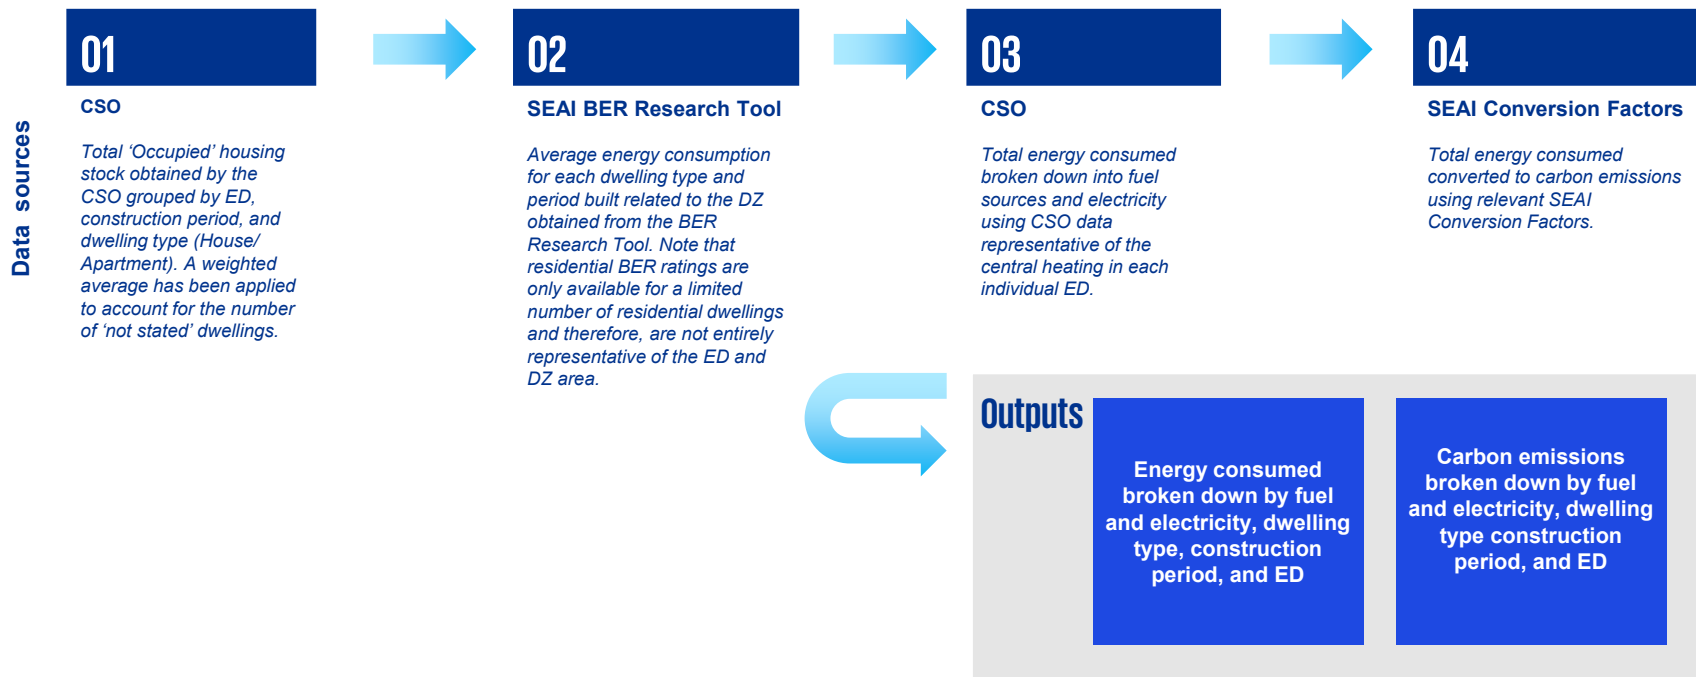 Data sources
01
CSO
Total ‘Occupied’ housing
stock obtained by the
CSO grouped by ED,
construction period, and
dwelling type (House/
Apartment). A weighted
average has been applied
to account for the number
of ‘not stated’ dwellings.
02
SEAI BER Research Tool
Average energy consumption
for each dwelling type and
period built related to the DZ
obtained from the BER
Research Tool. Note that
residential BER ratings are
only available for a limited
number of residential dwellings
and therefore, are not entirely
representative of the ED and
DZ area.
03
CSO
Total energy consumed
broken down into fuel
sources and electricity
using CSO data
representative of the
central heating in each
individual ED.
04
SEAI Conversion Factors
Total energy consumed
converted to carbon emissions
using relevant SEAI
Conversion Factors.
Outputs
Energy consumed
broken down by fuel
and electricity, dwelling
type, construction
period, and ED
Carbon emissions
broken down by fuel
and electricity, dwelling
type construction
period, and ED